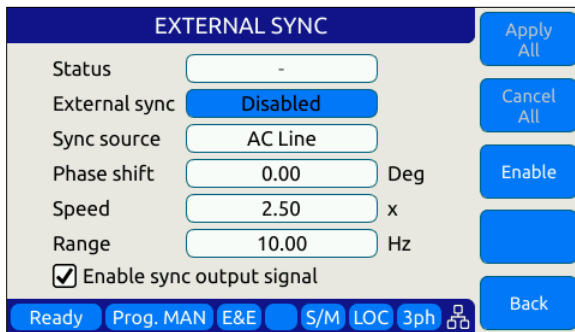 EXTERNAL SYNC
Apply All
Status -
Cancel All
External sync Disabled
Sync source AC Line
Phase shift 0.00 Deg
Enable
Speed 2.50 x
Range 10.00 Hz
Enable sync output signal
Back
Ready Prog. MAN E&E S/M LOC 3ph